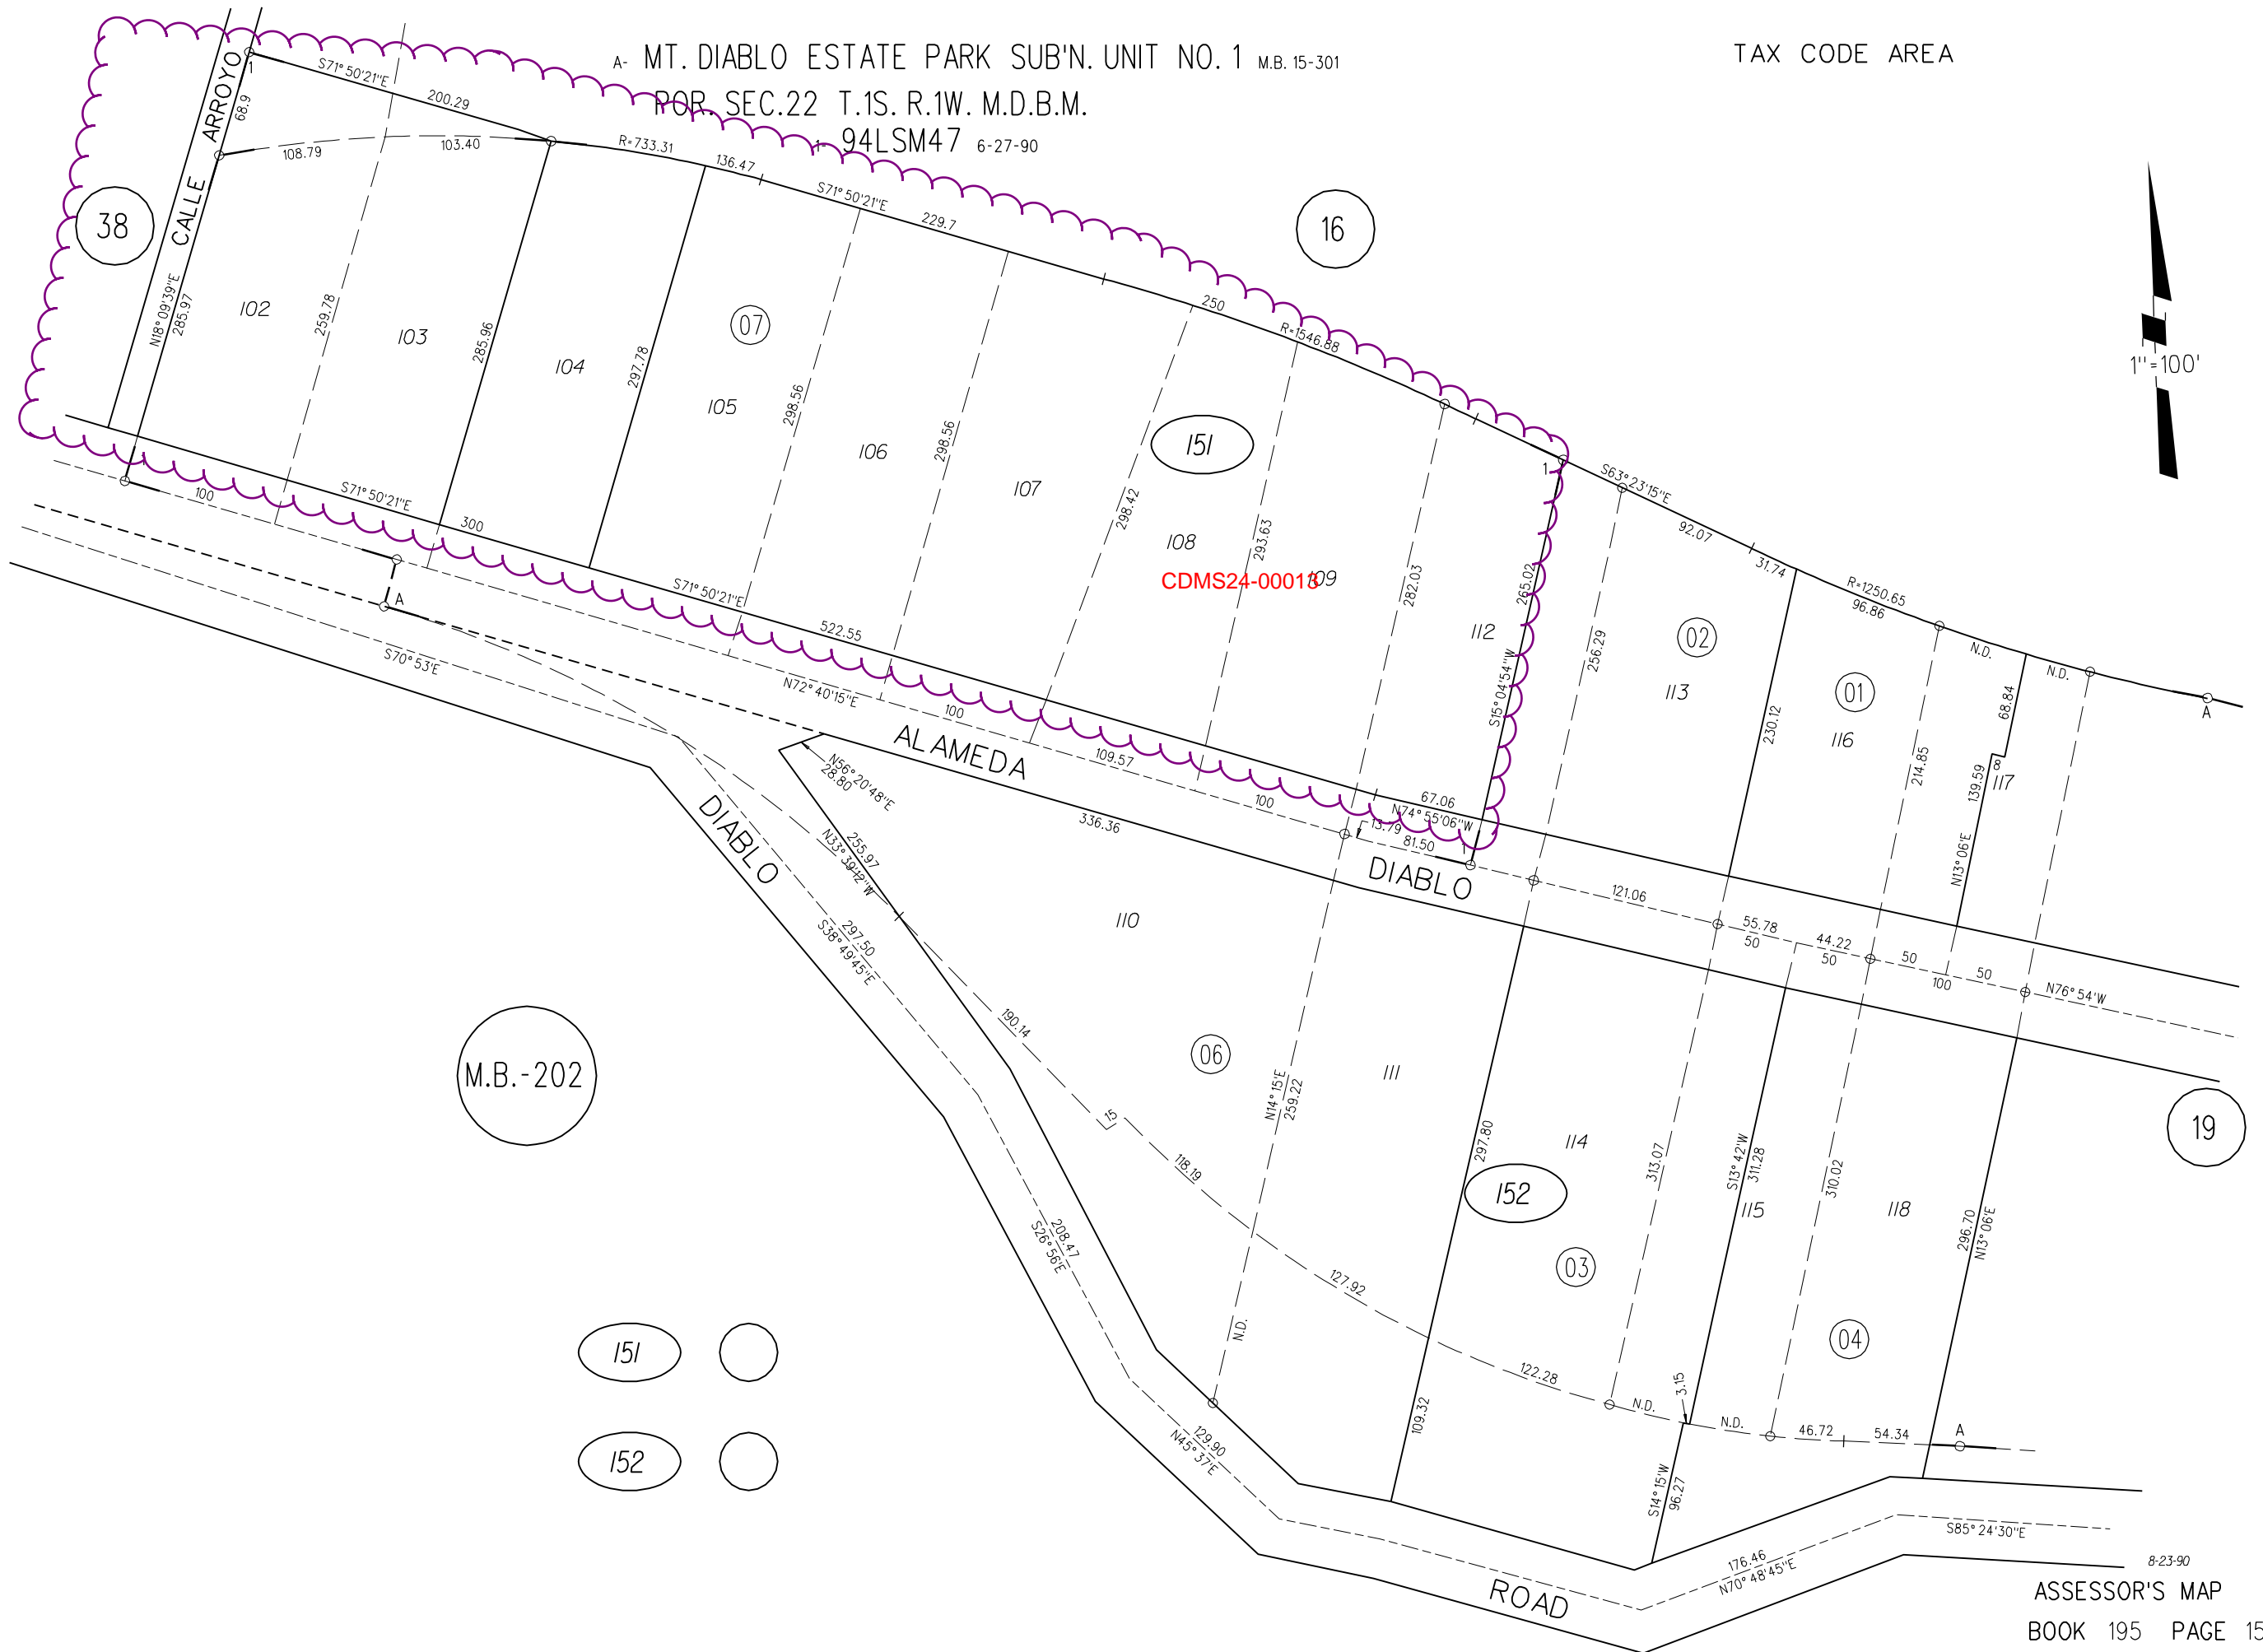 A- MT. DIABLO ESTATE PARK SUB'N. UNIT NO. 1 M.B. 15-301
POR. SEC.22 T.1S. R.1W. M.D.B.M.
1- 94LSM47 6-27-90
TAX CODE AREA
1''=100'
38
16
19
M.B.-202
CALLE ARROYO
1
68.9
S71°50'21"E
200.29
108.79
103.40
R=733.31
136.47
S71°50'21"E
229.7
250
R=1546.88
N18°09'39"E
285.97
102
259.78
103
285.96
104
297.78
07
105
298.56
106
298.56
107
298.42
151
108
293.63
CDMS24-00013
109
282.03
112
265.02
S15°04'54"W
1
S63°23'15"E
92.07
31.74
R=1250.65
96.86
N.D.
N.D.
A
256.29
02
113
230.12
01
116
214.85
68.84
8
117
139.59
N13°06'E
100
S71°50'21"E
300
S71°50'21"E
522.55
A
S70°53'E
N72°40'15"E
100
ALAMEDA
109.57
100
67.06
N74°55'06"W
13.79
81.50
1
DIABLO
121.06
55.78
50
44.22
50
50
100
50
N76°54'W
N56°20'48"E
28.80
336.36
DIABLO
255.97
N33°39'12"W
297.50
S38°49'45"E
110
190.14
15
06
111
N14°15'E
259.22
118.19
297.80
114
152
313.07
S13°42'W
311.28
115
310.02
118
296.70
N13°06'E
03
208.47
S26°56'E
127.92
N.D.
122.28
04
109.32
N.D.
3.15
N.D.
46.72
54.34
A
129.90
N45°37'E
S14°15'W
96.27
151
152
ROAD
176.46
N70°48'45"E
S85°24'30"E
8-23-90
ASSESSOR'S MAP
BOOK 195 PAGE 15